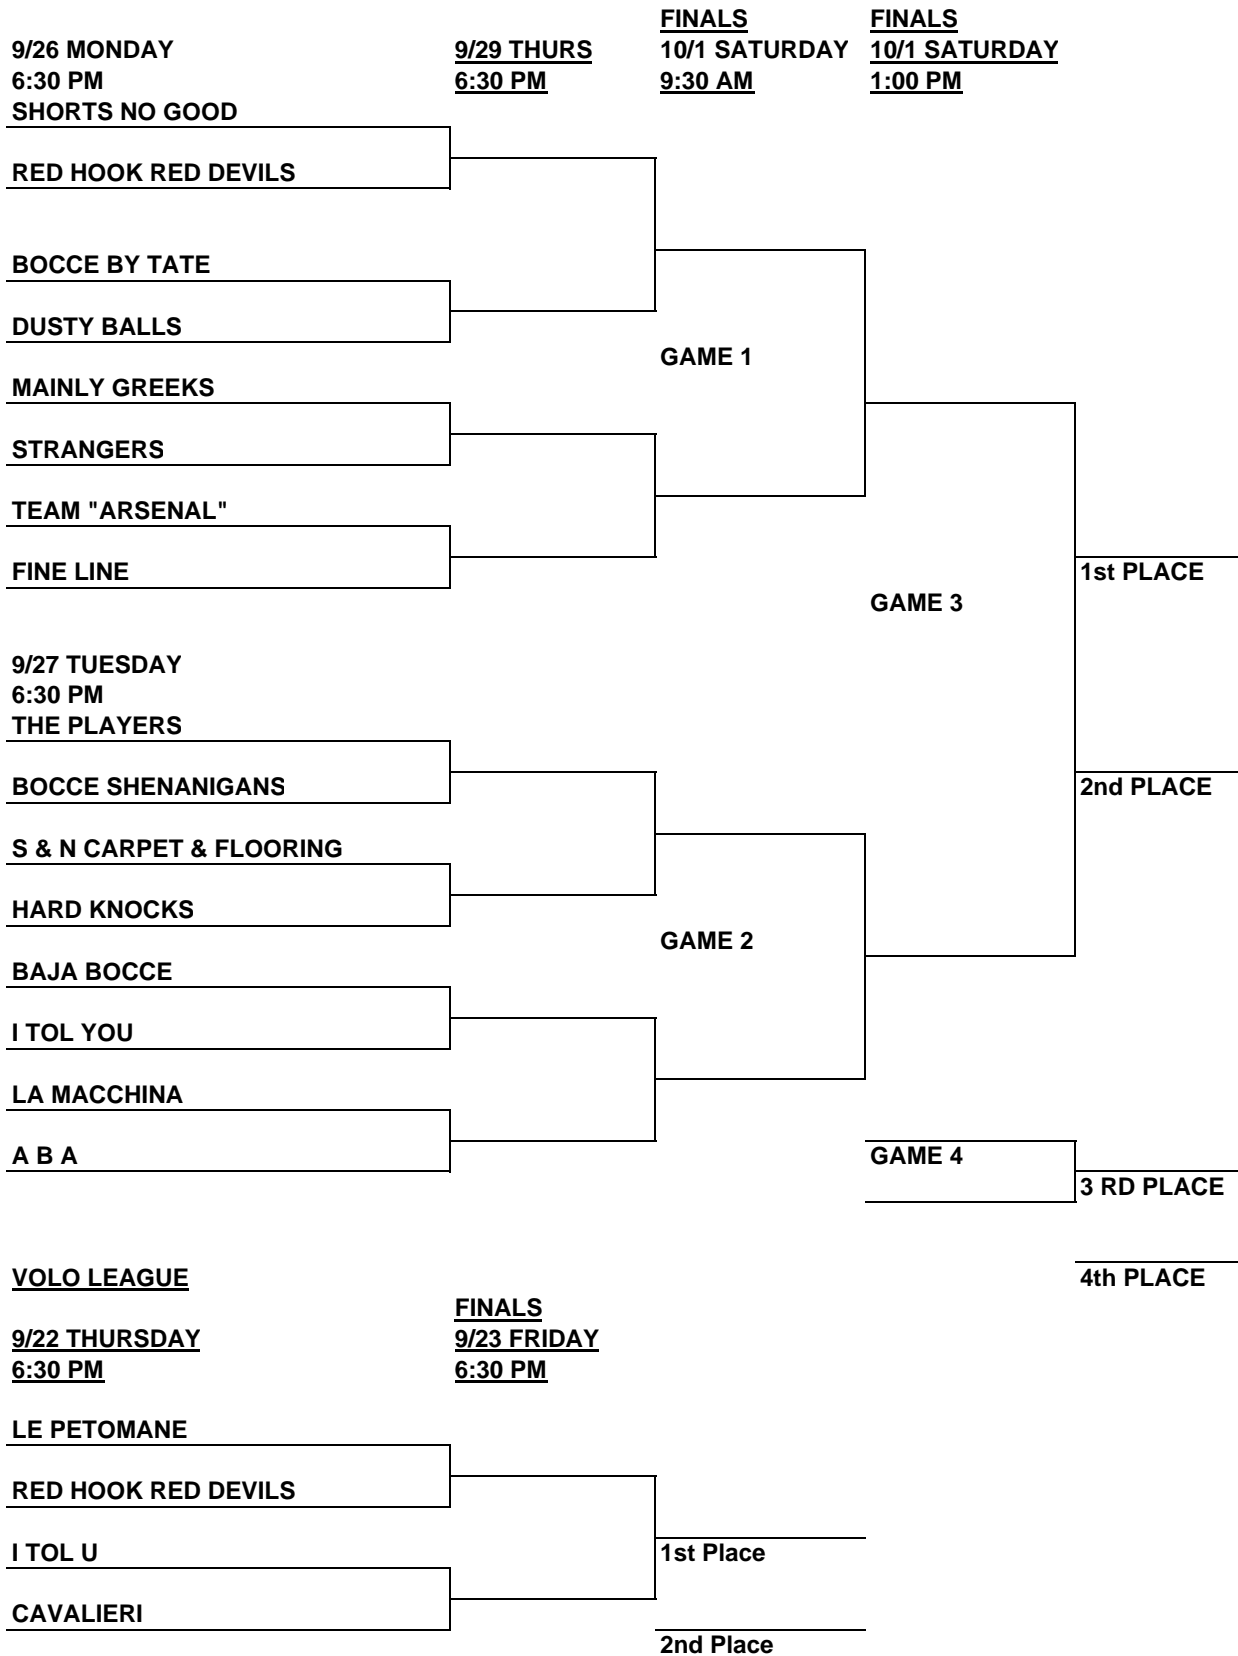 FINALS FINALS
9/26 MONDAY 9/29 THURS 10/1 SATURDAY 10/1 SATURDAY
6:30 PM 6:30 PM 9:30 AM 1:00 PM
SHORTS NO GOOD
RED HOOK RED DEVILS
BOCCE BY TATE
DUSTY BALLS
GAME 1
MAINLY GREEKS
STRANGERS
TEAM "ARSENAL"
FINE LINE 1st PLACE
GAME 3
9/27 TUESDAY
6:30 PM
THE PLAYERS
BOCCE SHENANIGANS 2nd PLACE
S & N CARPET & FLOORING
HARD KNOCKS
GAME 2
BAJA BOCCE
I TOL YOU
LA MACCHINA
A B A GAME 4
3 RD PLACE
VOLO LEAGUE 4th PLACE
FINALS
9/22 THURSDAY 9/23 FRIDAY
6:30 PM 6:30 PM
LE PETOMANE
RED HOOK RED DEVILS
I TOL U 1st Place
CAVALIERI
2nd Place